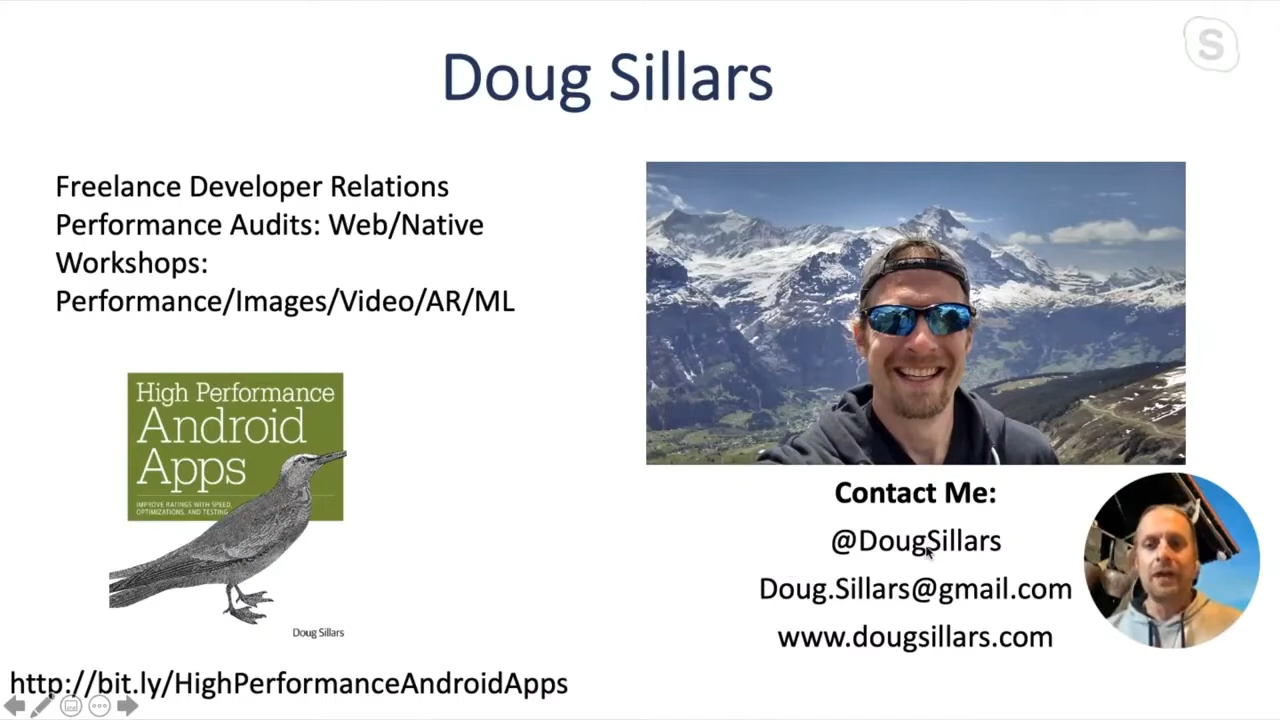 Doug Sillars
Freelance Developer Relations
Performance Audits: Web/Native
Workshops:
Performance/Images/Video/AR/ML
High Performance
Android
Apps
IMPROVE RATINGS WITH SPEED,
OPTIMIZATIONS, AND TESTING
Doug Sillars
http://bit.ly/HighPerformanceAndroidApps
Contact Me:
@DougSillars
Doug.Sillars@gmail.com
www.dougsillars.com
S